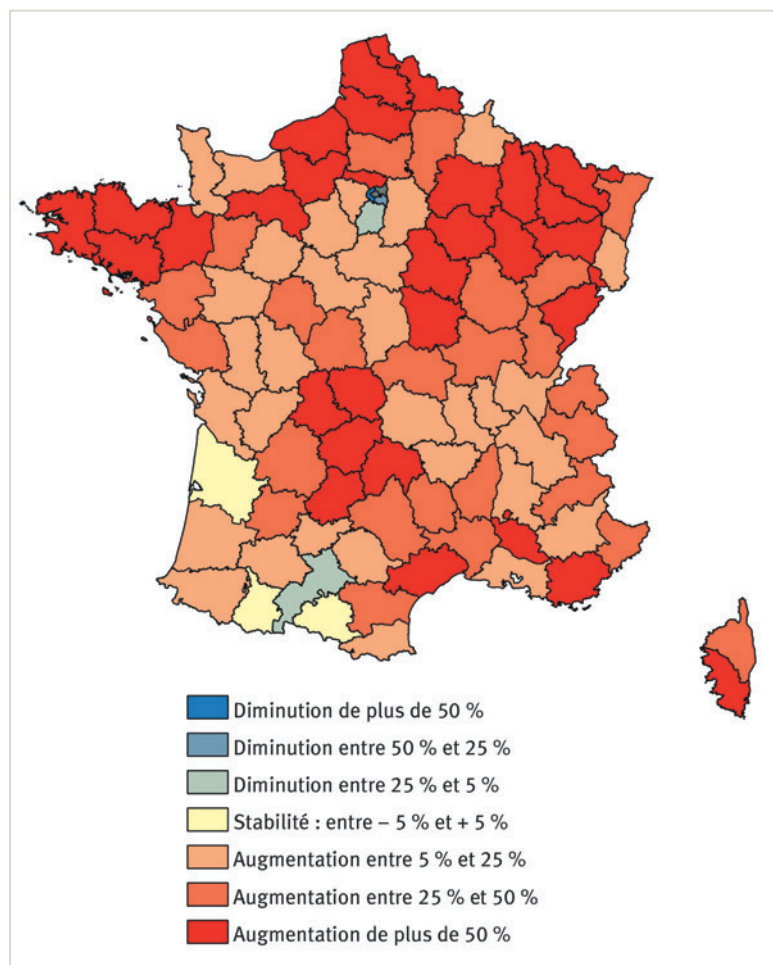 Diminution de plus de 50 %
Diminution entre 50 % et 25 %
Diminution entre 25 % et 5 %
Stabilité : entre – 5 % et + 5 %
Augmentation entre 5 % et 25 %
Augmentation entre 25 % et 50 %
Augmentation de plus de 50 %